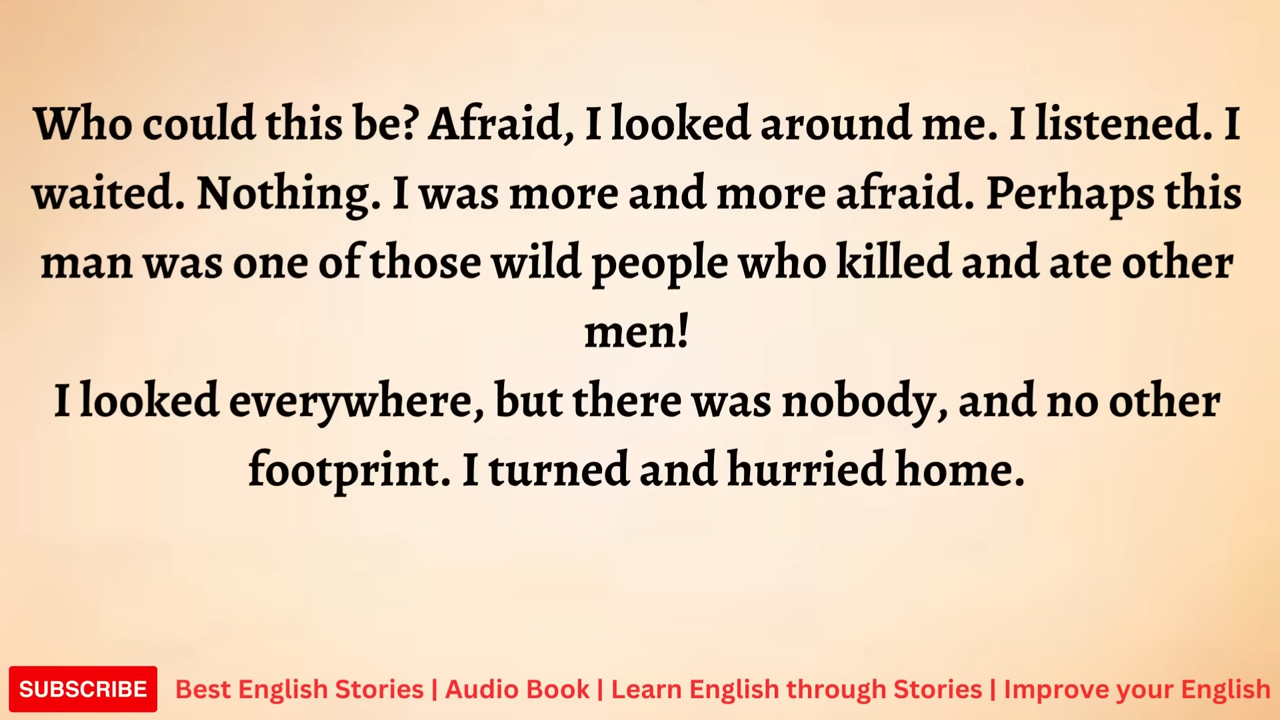 Who could this be? Afraid, I looked around me. I listened. I
waited. Nothing. I was more and more afraid. Perhaps this
man was one of those wild people who killed and ate other
men!
I looked everywhere, but there was nobody, and no other
footprint. I turned and hurried home.
SUBSCRIBE Best English Stories | Audio Book | Learn English through Stories | Improve your English